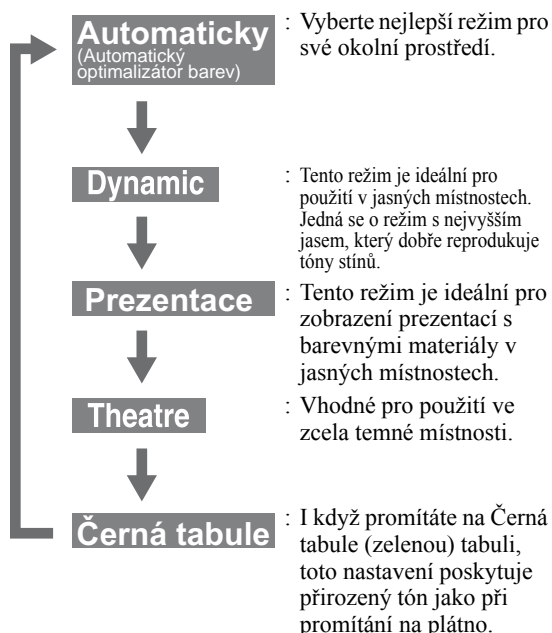 Automaticky
(Automatický
optimalizátor barev)
: Vyberte nejlepší režim pro
své okolní prostředí.
Dynamic
: Tento režim je ideální pro
použití v jasných místnostech.
Jedná se o režim s nejvyšším
jasem, který dobře reprodukuje
tóny stínů.
Prezentace
: Tento režim je ideální pro
zobrazení prezentací s
barevnými materiály v
jasných místnostech.
Theatre
: Vhodné pro použití ve
zcela temné místnosti.
Černá tabule
: I když promítáte na Černá
tabule (zelenou) tabuli,
toto nastavení poskytuje
přirozený tón jako při
promítání na plátno.